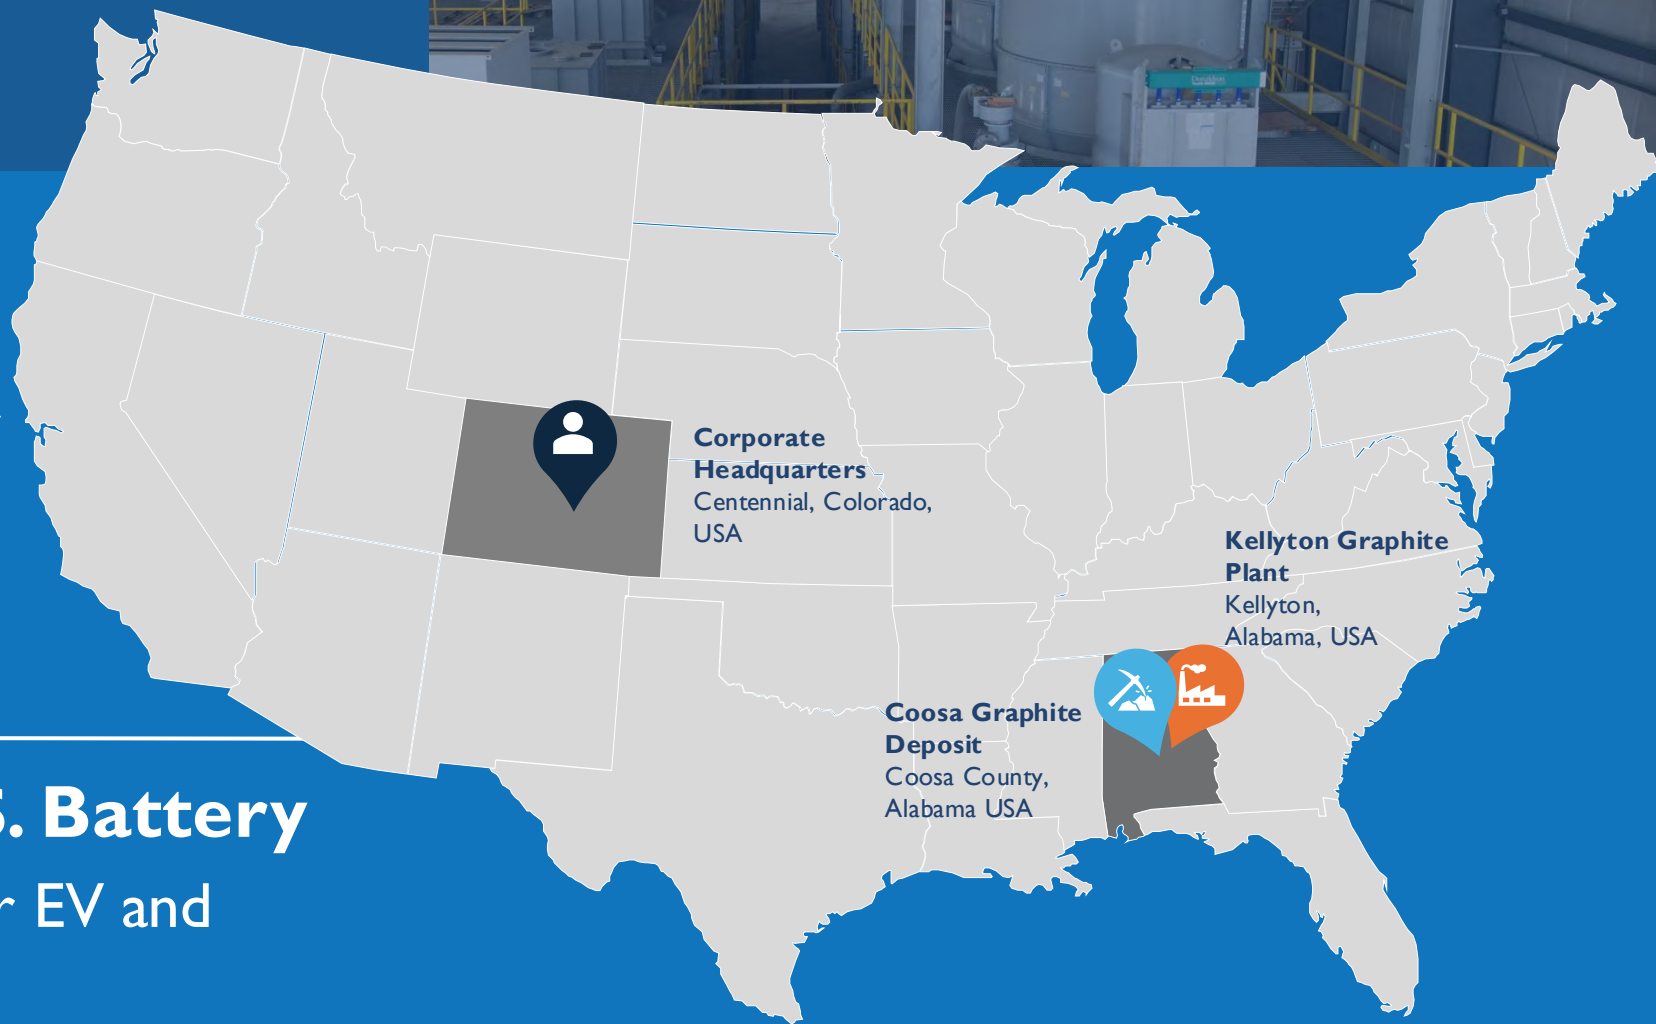 Donaldson
Corporate
Headquarters
Centennial, Colorado,
USA
Kellyton Graphite
Plant
Kellyton,
Alabama, USA
Coosa Graphite
Deposit
Coosa County,
Alabama USA
. Battery
r EV and